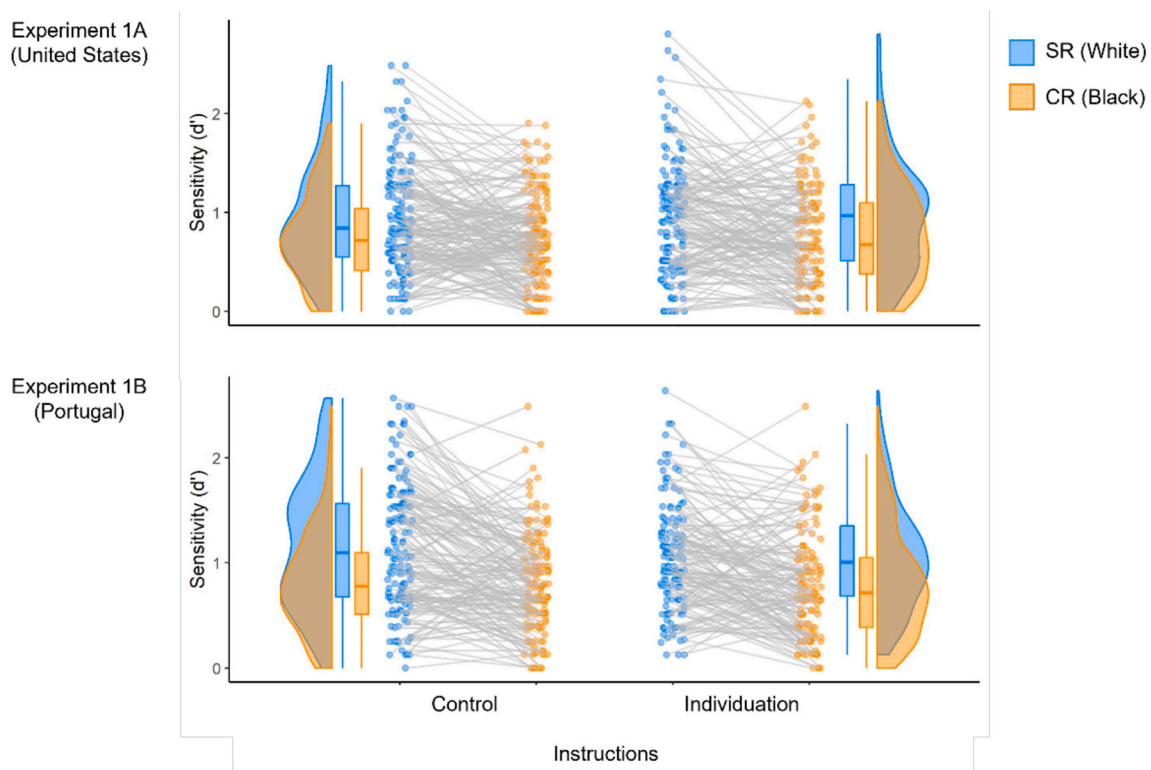 Experiment 1A
(United States)
SR (White)
CR (Black)
Sensitivity (d')
2
1
0
Experiment 1B
(Portugal)
Sensitivity (d')
2
1
0
Control
Individuation
Instructions